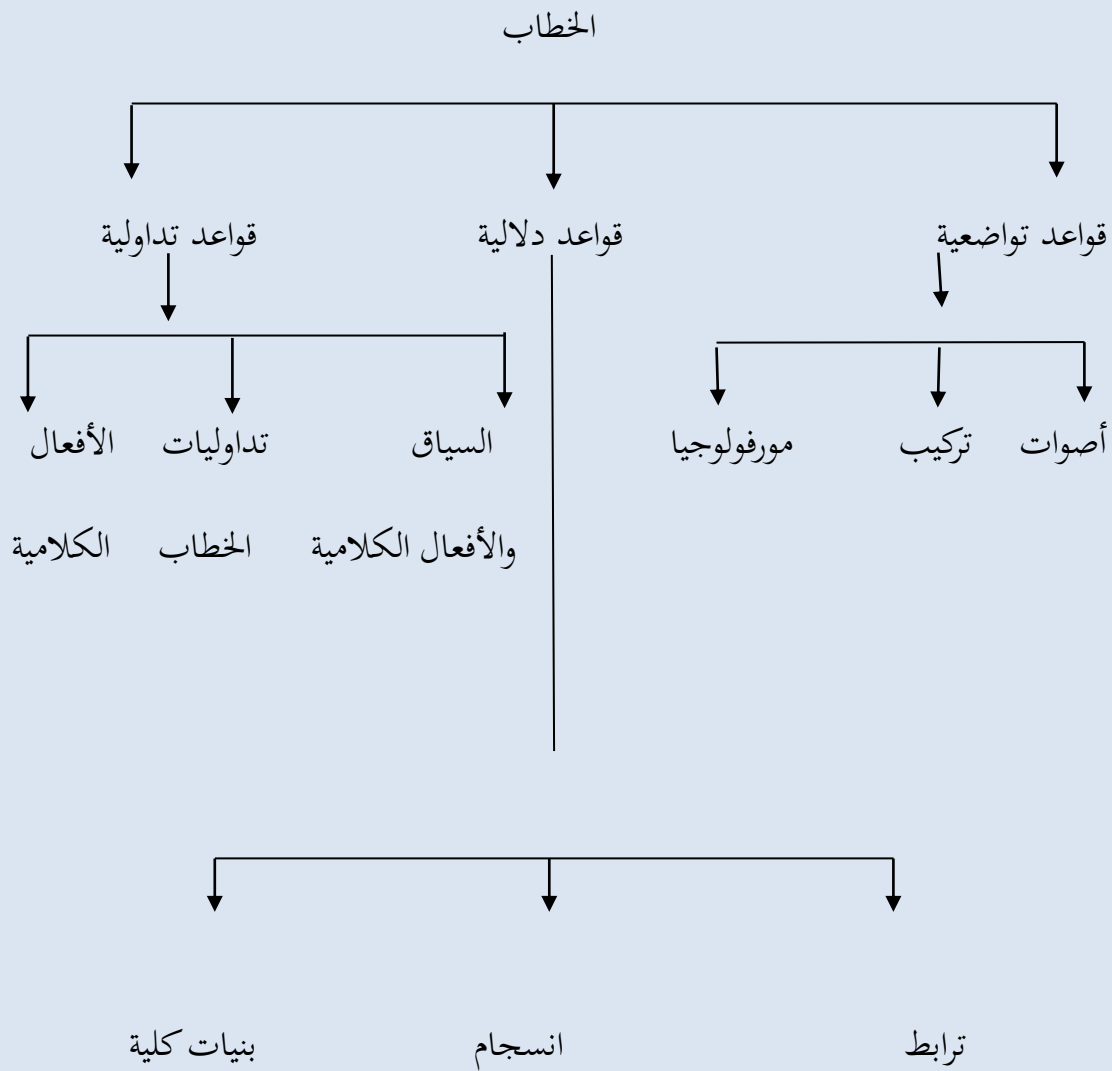 الخطاب
قواعد تواضعية قواعد دلالية قواعد تداولية
أصوات تركيب مورفولوجيا السياق تداوليات الأفعال
والأفعال الكلامية الخطاب الكلامية
ترابط انسجام بنيات كلية